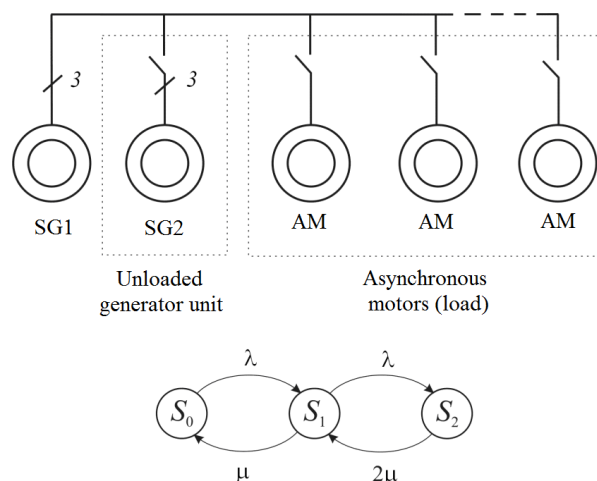 3 3
SG1 SG2 AM AM AM
Unloaded
generator unit
Asynchronous
motors (load)
λ λ
S0 S1 S2
μ 2μ